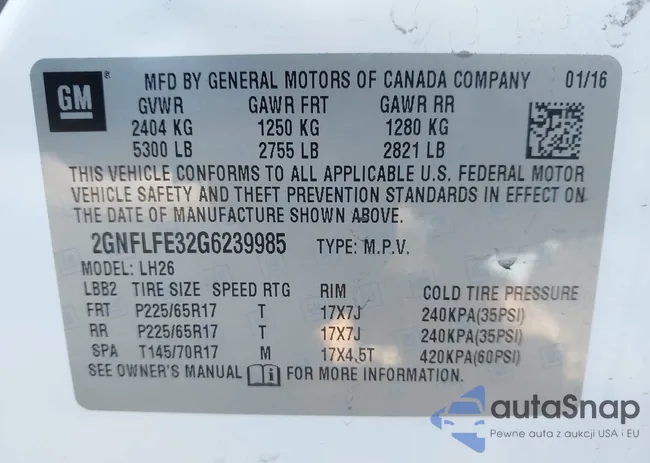 GM ® MFD BY GENERAL MOTORS OF CANADA COMPANY 01/16
GVWR GAWR FRT GAWR RR
2404 KG 1250 KG 1280 KG
5300 LB 2755 LB 2821 LB
THIS VEHICLE CONFORMS TO ALL APPLICABLE U.S. FEDERAL MOTOR
VEHICLE SAFETY AND THEFT PREVENTION STANDARDS IN EFFECT ON
THE DATE OF MANUFACTURE SHOWN ABOVE.
2GNFLFE32G6239985 TYPE: M.P.V.
MODEL: LH26
LBB2 TIRE SIZE SPEED RTG RIM COLD TIRE PRESSURE
FRT P225/65R17 T 17X7J 240KPA(35PSI)
RR P225/65R17 T 17X7J 240KPA(35PSI)
SPA T145/70R17 M 17X4.5T 420KPA(60PSI)
SEE OWNER'S MANUAL i FOR MORE INFORMATION.
autaSnap
Pewne auta z aukcji USA i EU